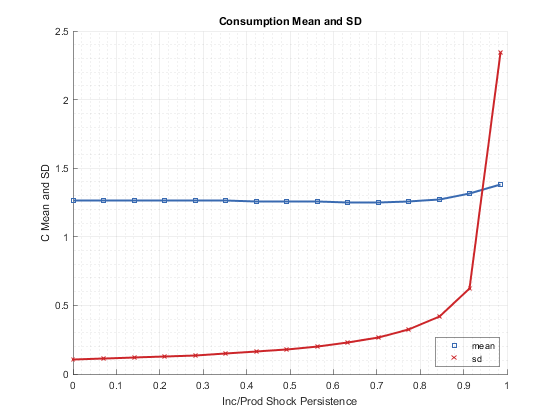 Consumption Mean and SD
2.5
2
1.5
1
0.5
0
C Mean and SD
0 0.1 0.2 0.3 0.4 0.5 0.6 0.7 0.8 0.9 1
Inc/Prod Shock Persistence
mean
sd